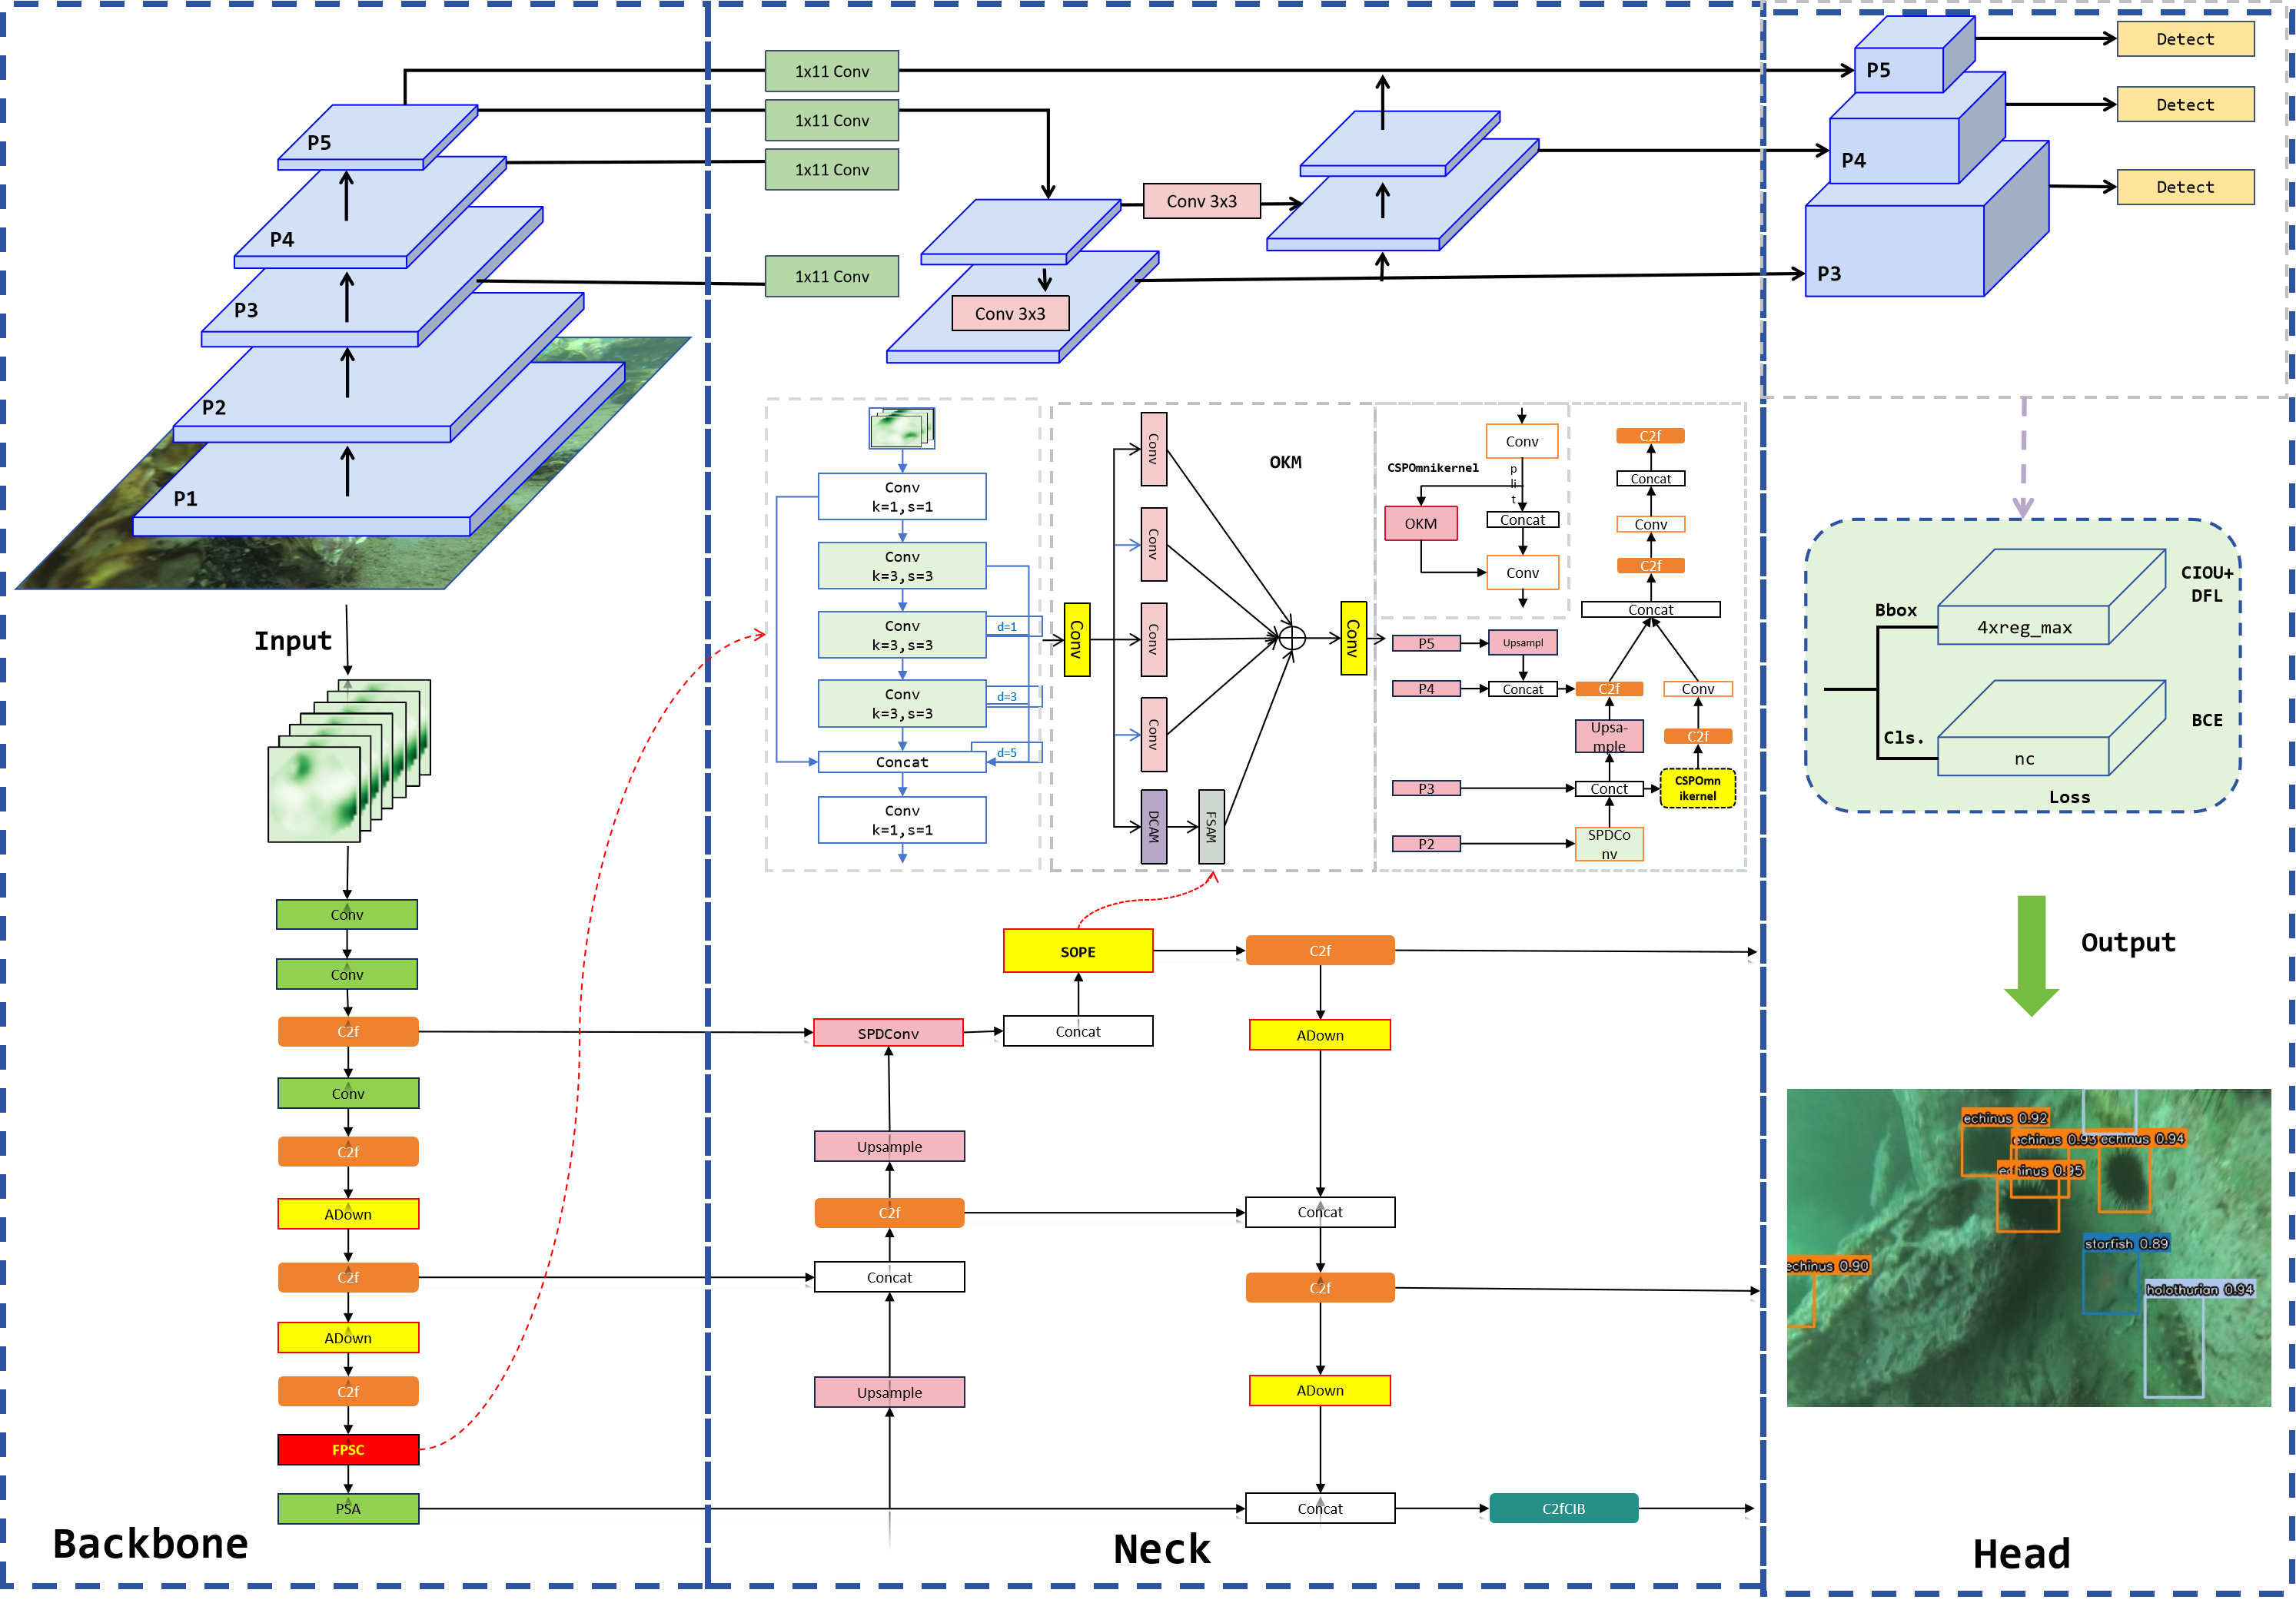 P5
P4
P3
P2
P1
Input
Conv
Conv
C2f
Conv
C2f
ADown
C2f
ADown
C2f
FPSC
PSA
Backbone
1x11 Conv
1x11 Conv
1x11 Conv
1x11 Conv
Conv 3x3
Conv 3x3
Conv
k=1,s=1
Conv
k=3,s=3
Conv
k=3,s=3
d=1
Conv
k=3,s=3
d=3
d=5
Concat
Conv
k=1,s=1
OKM
Conv
Conv
Conv
Conv
Conv
Conv
DCAM
FSAM
CSPOmnikernel
Conv
p
li
t
OKM
Concat
Conv
C2f
Concat
Conv
C2f
Concat
P5
Upsampl
P4
Concat
C2f
Conv
Upsa-
mple
C2f
P3
Conct
CSPOmn
ikernel
P2
SPDCo
nv
SOPE
C2f
SPDConv
Concat
ADown
Upsample
C2f
Concat
Concat
C2f
Upsample
ADown
Concat
C2fCIB
Neck
P5
P4
P3
Detect
Detect
Detect
Bbox
4xreg_max
CIOU+
DFL
Cls.
nc
BCE
Loss
Output
echinus 0.92
echinus 0.93
echinus 0.94
echinus 0.95
starfish 0.89
echinus 0.90
holothurian 0.94
Head